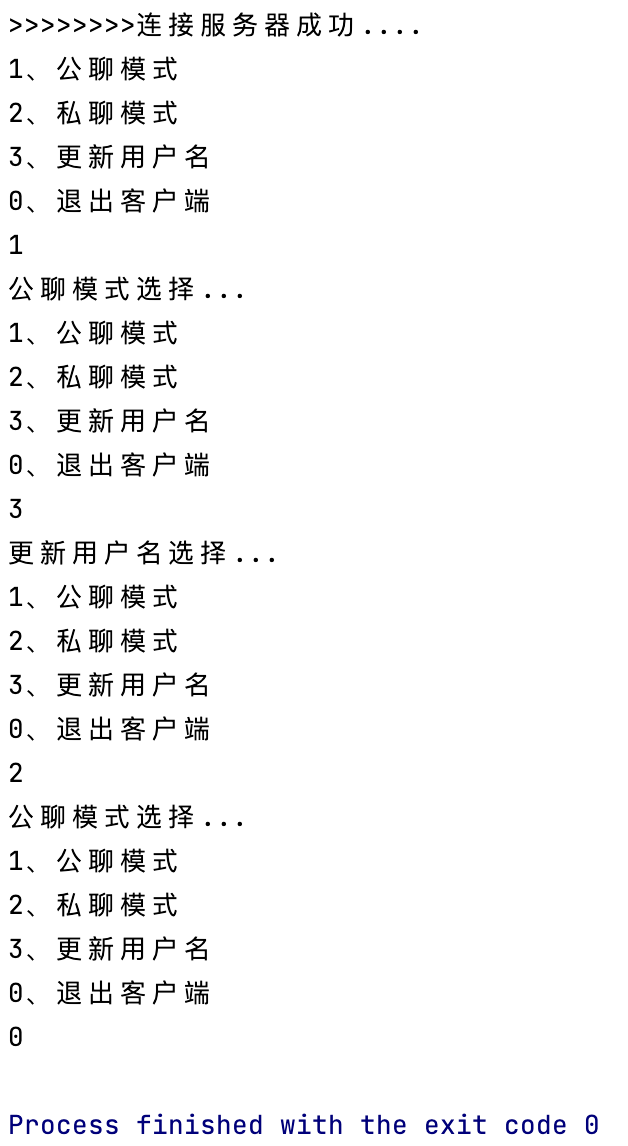 >>>>>>>>连接服务器成功....
1、公聊模式
2、私聊模式
3、更新用户名
0、退出客户端
1
公聊模式选择...
1、公聊模式
2、私聊模式
3、更新用户名
0、退出客户端
3
更新用户名选择...
1、公聊模式
2、私聊模式
3、更新用户名
0、退出客户端
2
公聊模式选择...
1、公聊模式
2、私聊模式
3、更新用户名
0、退出客户端
0
Process finished with the exit code 0